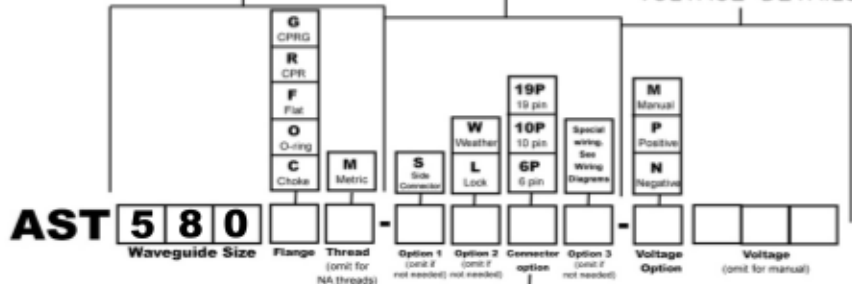 G
CPRG
R
CPR
F
Flat
O
O-ring
C
Choke
M
Metric
S
Side
Connector
W
Weather
L
Lock
19P
19 pin
10P
10 pin
6P
6 pin
Special
wiring.
See
Wiring
Diagrams
M
Manual
P
Positive
N
Negative
AST 5 8 0 - -
Waveguide Size
Flange
Thread
(omit for
NA threads)
Option 1
(omit if
not needed)
Option 2
(omit if
not needed)
Connector
option
Option 3
(omit if
not needed)
Voltage
Option
Voltage
(omit for manual)